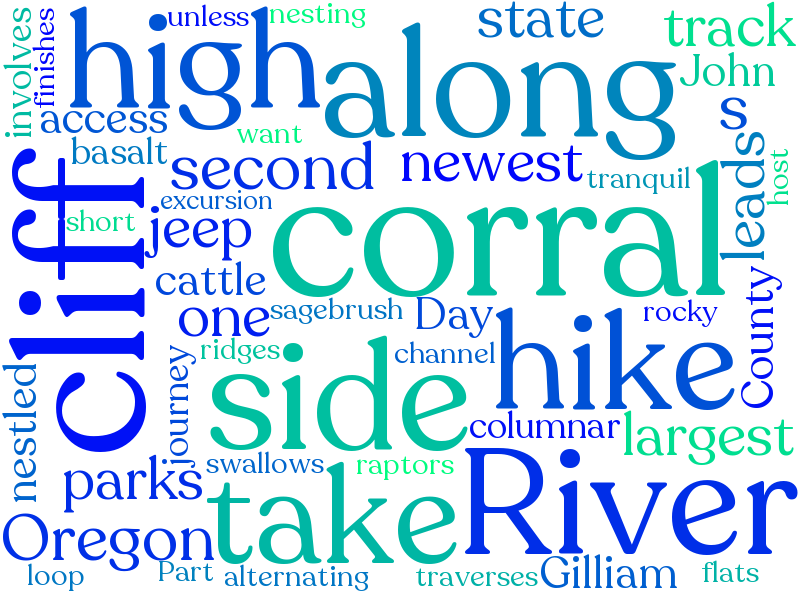 involves
finishes
unless
nesting
state
track
high
along
John
access
want
s
basalt
second
newest
tranquil
leads
host
cliff
short
excursion
jeep
corral
cattle
one
sagebrush
Day
rocky
County
hike
ridges
channel
side
journey
nestled
columnar
largest
parks
swallows
raptors
River
take
Oregon
loop
Part
alternating
traverses
Gilliam
flats